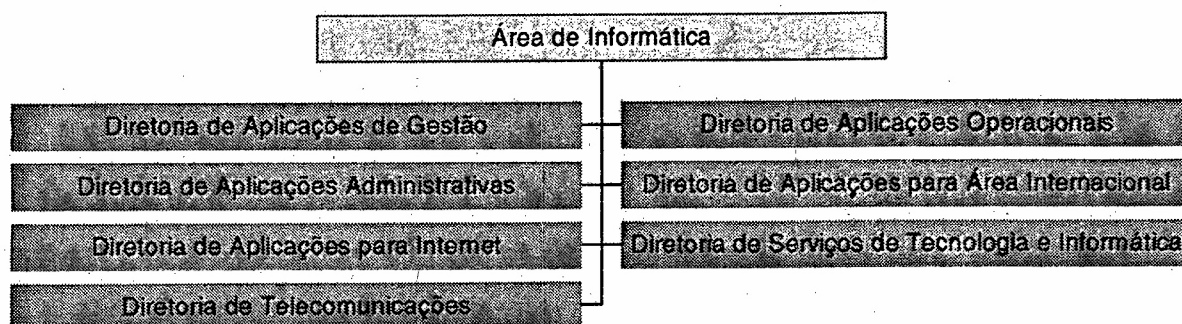 Área de Informática
Diretoria de Aplicações de Gestão
Diretoria de Aplicações Operacionais
Diretoria de Aplicações Administrativas
Diretoria de Aplicações para Área Internacional
Diretoria de Aplicações para Internet
Diretoria de Serviços de Tecnologia e Informática
Diretoria de Telecomunicações